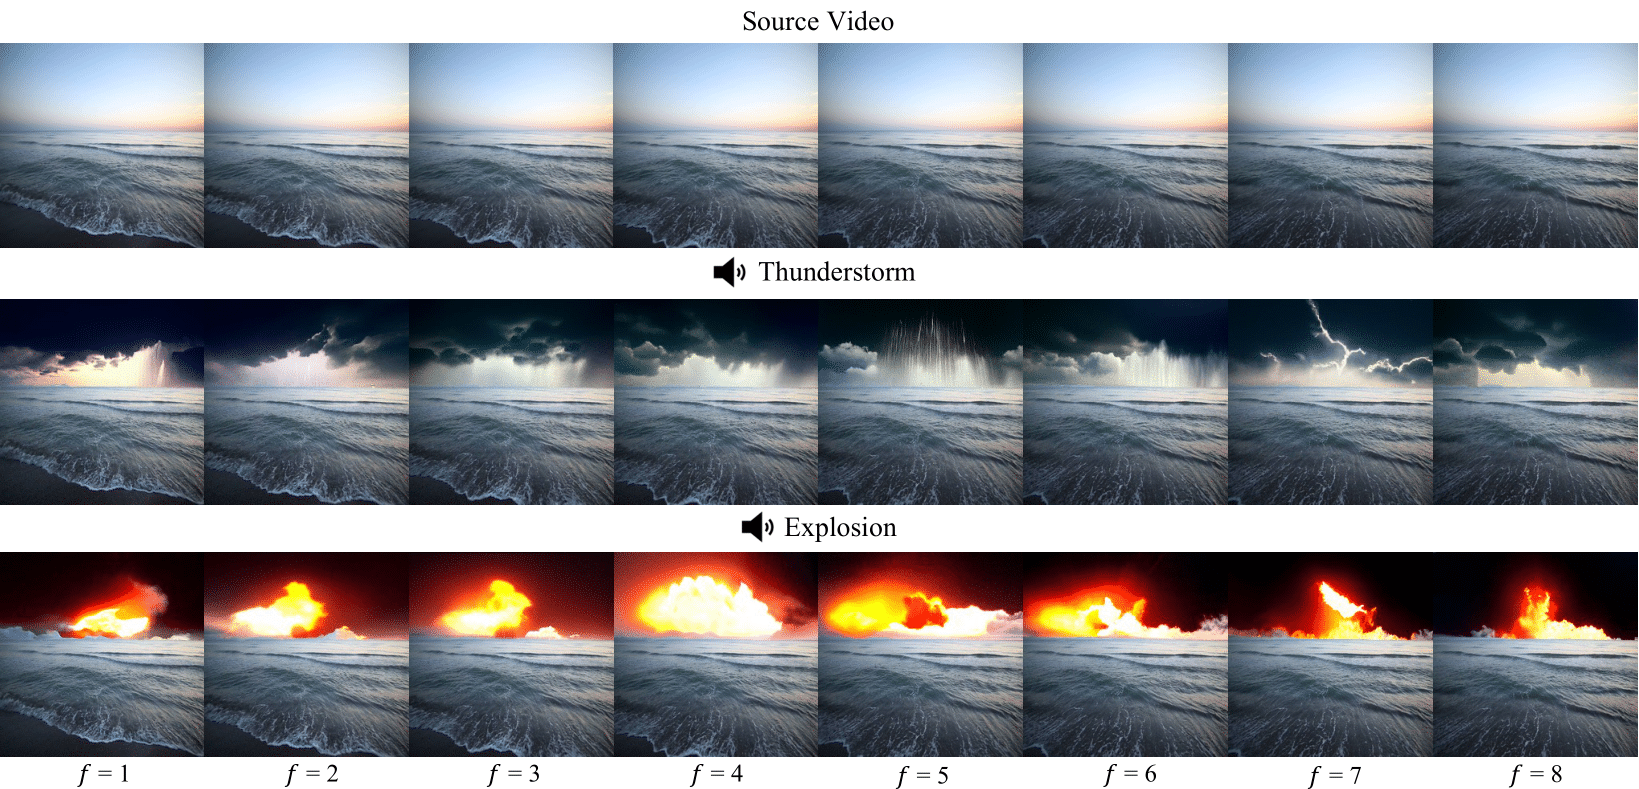 Source Video
Thunderstorm
Explosion
f = 1 f = 2 f = 3 f = 4 f = 5 f = 6 f = 7 f = 8